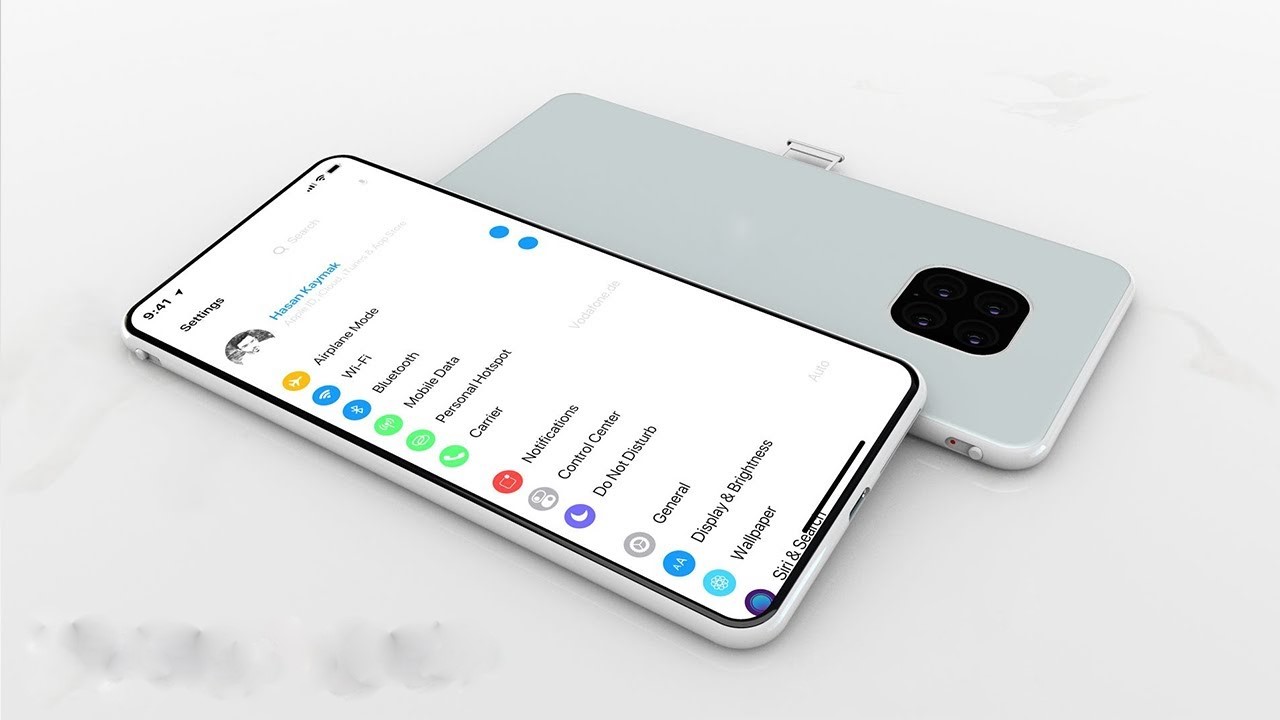 9:41
Settings
Search
Hasan Kaymak
Apple ID, iCloud, iTunes & App Store
Airplane Mode
Wi-Fi
Bluetooth
Mobile Data
Personal Hotspot
Carrier
Vodafone.de
Notifications
Control Center
Do Not Disturb
General
Display & Brightness
AA
Auto
Wallpaper
Siri & Search